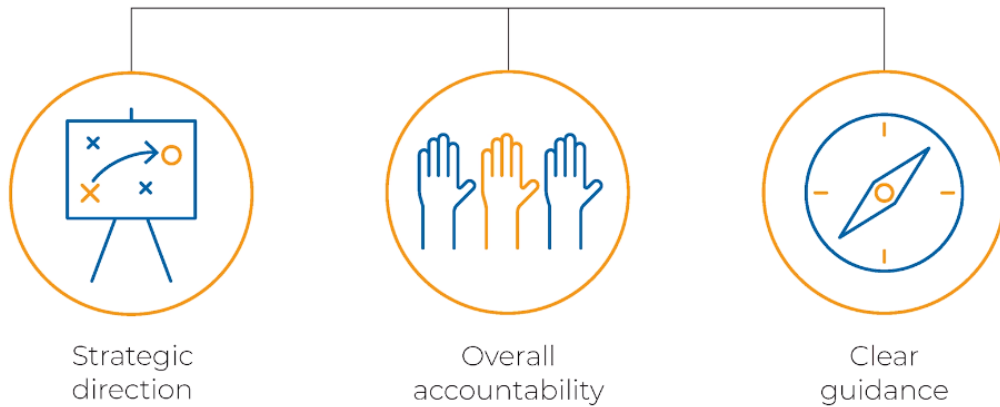 Strategic
direction
Overall
accountability
Clear
guidance